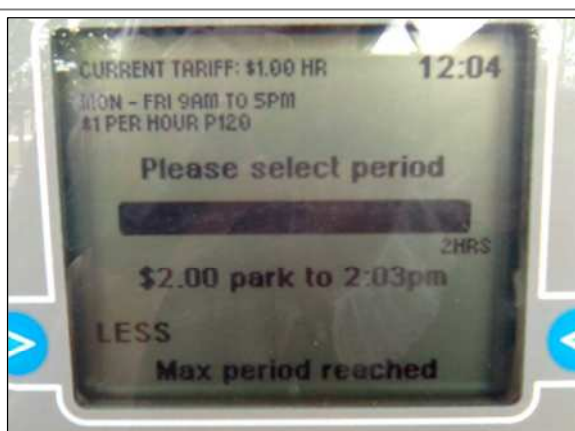 CURRENT TARIFF: $1.00 HR 12:04
MON - FRI 9AM TO 5PM
$1 PER HOUR P120
Please select period
2HRS
$2.00 park to 2:03pm
LESS
Max period reached